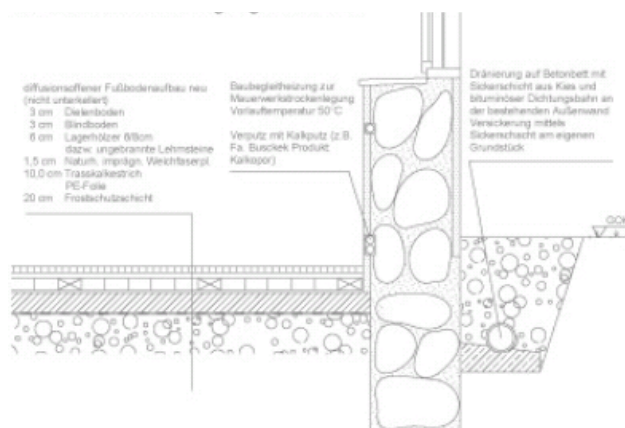 diffusionsoffener Fußbodenaufbau neu
(nicht unterkellert)
3 cm Dielenboden
3 cm Blindboden
6 cm Lagerhölzer 6/8cm
dazw. ungebrannte Lehmsteine
1,5 cm Naturh. imprägn. Weichfaserpl.
10,0 cm Trasskalkestrich
PE-Folie
20 cm Frostschutzschicht
Baubegleitheizung zur
Mauerwerkstrockenlegung
Vorlauftemperatur 50°C
Verputz mit Kalkputz (z.B.
Fa. Busckek Produkt
Kalkopor)
Dränierung auf Betonbett mit
Sickerschicht aus Kies und
bituminöser Dichtungsbahn an
der bestehenden Außenwand
Versickerung mittels
Sickerschicht am eigenen
Grundstück